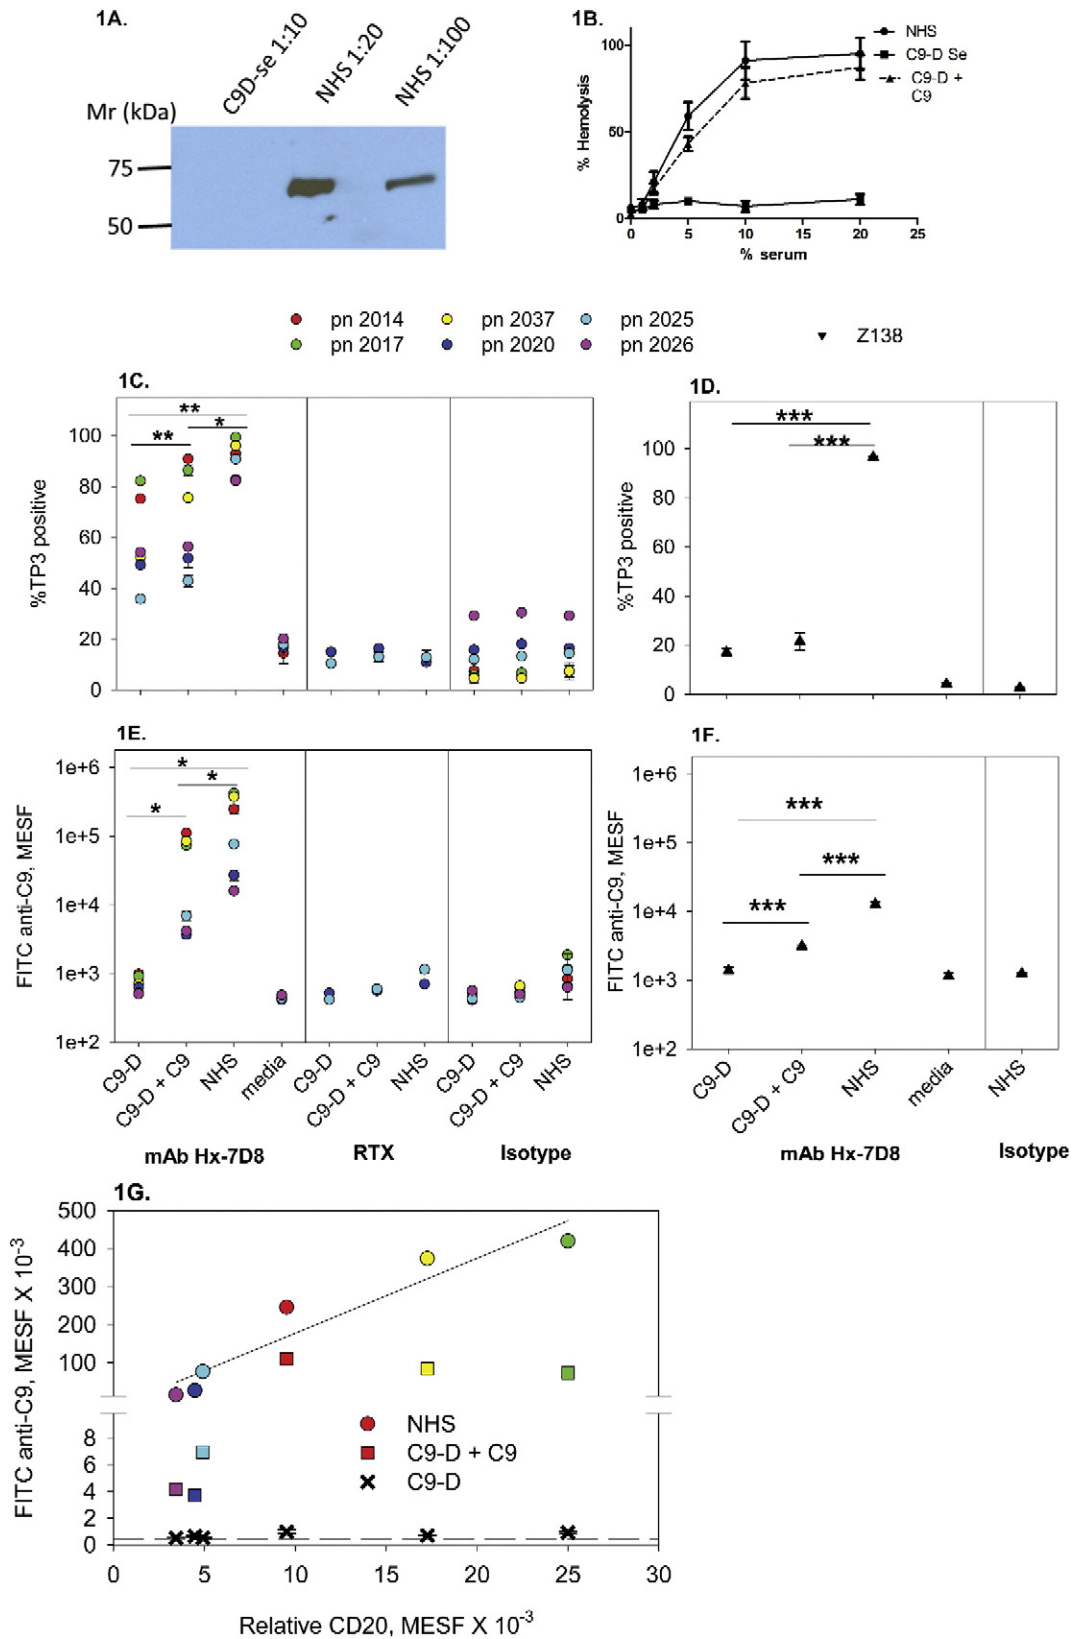 1A.
C9D-se 1:10
NHS 1:20
NHS 1:100
Mr (kDa)
75
50
1B.
NHS
C9-D Se
C9-D +
C9
% Hemolysis
100
50
0
0 5 10 15 20 25
% serum
pn 2014 pn 2037 pn 2025
pn 2017 pn 2020 pn 2026
Z138
1C.
** *
**
%TP3 positive
100
80
60
40
20
0
1D.
***
***
%TP3 positive
100
80
60
40
20
0
1E.
*
*
*
FITC anti-C9, MESF
1e+6
1e+5
1e+4
1e+3
1e+2
C9-D C9-D + C9 NHS media C9-D C9-D + C9 NHS C9-D C9-D + C9 NHS
mAb Hx-7D8 RTX Isotype
1F.
***
***
***
FITC anti-C9, MESF
1e+6
1e+5
1e+4
1e+3
1e+2
C9-D C9-D + C9 NHS media NHS
mAb Hx-7D8 Isotype
1G.
FITC anti-C9, MESF X 10-3
500
400
300
200
100
8
6
4
2
0
NHS
C9-D + C9
C9-D
0 5 10 15 20 25 30
Relative CD20, MESF X 10-3